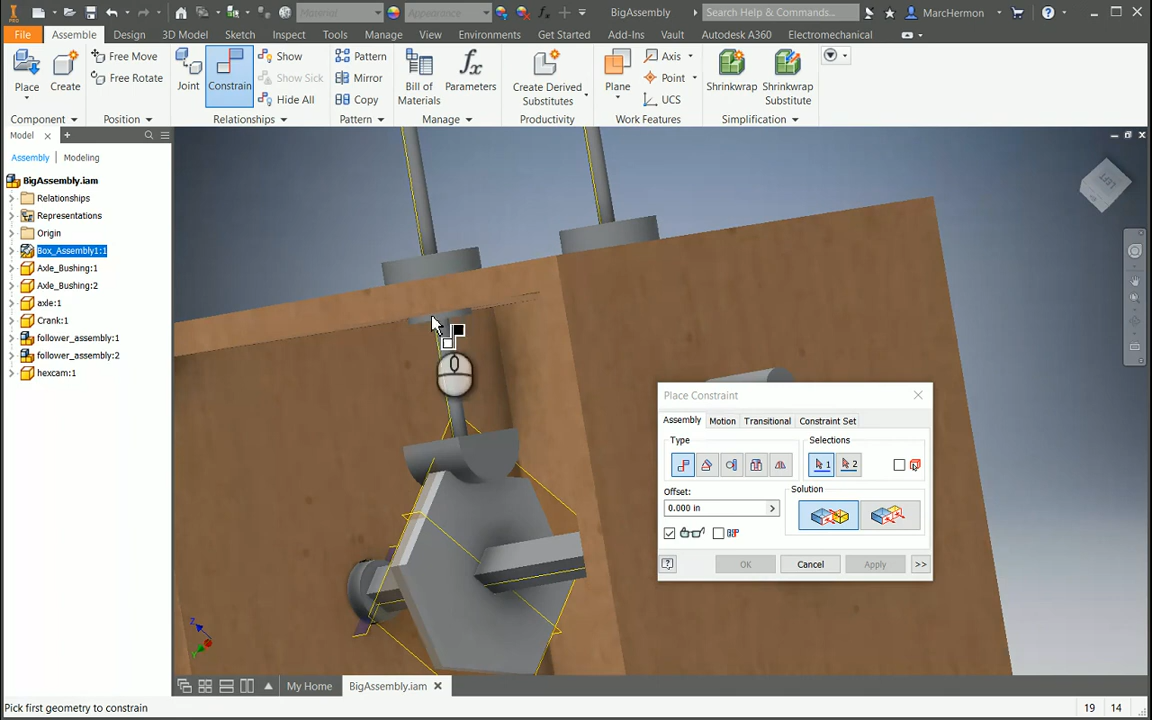 PRO
Material
Appearance
BigAssembly
Search Help & Commands...
MarcHermon
File
Assemble
Design
3D Model
Sketch
Inspect
Tools
Manage
View
Environments
Get Started
Add-Ins
Vault
Autodesk A360
Electromechanical
Place
Create
Free Move
Free Rotate
Joint
Constrain
Show
Show Sick
Hide All
Pattern
Mirror
Copy
Bill of
Materials
Parameters
Create Derived
Substitutes
Plane
Axis
Point
UCS
Shrinkwrap
Shrinkwrap
Substitute
Component
Position
Relationships
Pattern
Manage
Productivity
Work Features
Simplification
Model
Assembly
Modeling
BigAssembly.iam
Relationships
Representations
Origin
Box_Assembly1:1
Axle_Bushing:1
Axle_Bushing:2
axle:1
Crank:1
follower_assembly:1
follower_assembly:2
hexcam:1
LEFT
Place Constraint
Assembly
Motion
Transitional
Constraint Set
Type
Selections
1
2
Offset:
0.000 in
Solution
OK
Cancel
Apply
>>
Z
Y
My Home
BigAssembly.iam
Pick first geometry to constrain
19
14